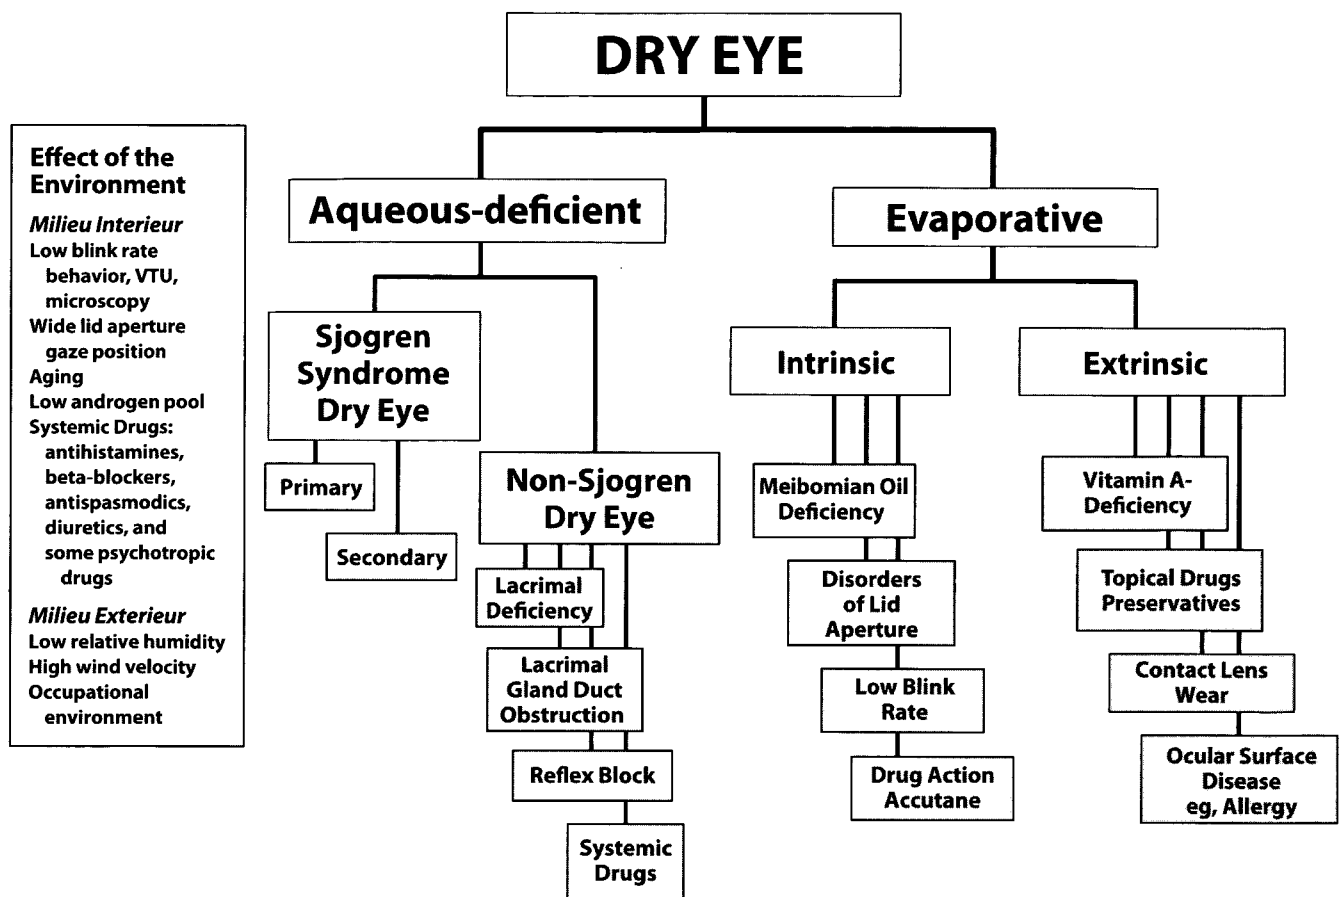 DRY EYE
Effect of the
Environment
Milieu Interieur
Low blink rate
behavior, VTU,
microscopy
Wide lid aperture
gaze position
Aging
Low androgen pool
Systemic Drugs:
antihistamines,
beta-blockers,
antispasmodics,
diuretics, and
some psychotropic
drugs
Milieu Exterieur
Low relative humidity
High wind velocity
Occupational
environment
Aqueous-deficient
Sjogren
Syndrome
Dry Eye
Primary
Secondary
Non-Sjogren
Dry Eye
Lacrimal
Deficiency
Lacrimal
Gland Duct
Obstruction
Reflex Block
Systemic
Drugs
Evaporative
Intrinsic
Meibomian Oil
Deficiency
Disorders
of Lid
Aperture
Low Blink
Rate
Drug Action
Accutane
Extrinsic
Vitamin A-
Deficiency
Topical Drugs
Preservatives
Contact Lens
Wear
Ocular Surface
Disease
eg, Allergy